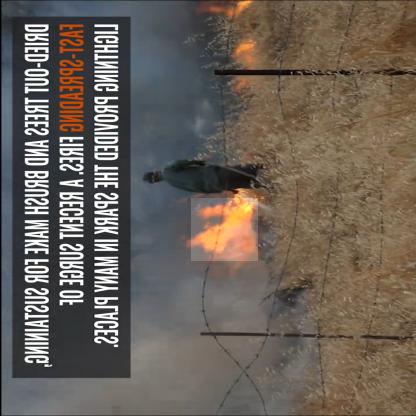 DRIED-OUT TREES AND BRUSH MAKE FOR SUSTAINING,
FAST-SPREADING FIRES. A RECENT SURGE OF
LIGHTNING PROVIDED THE SPARK IN MANY PLACES.